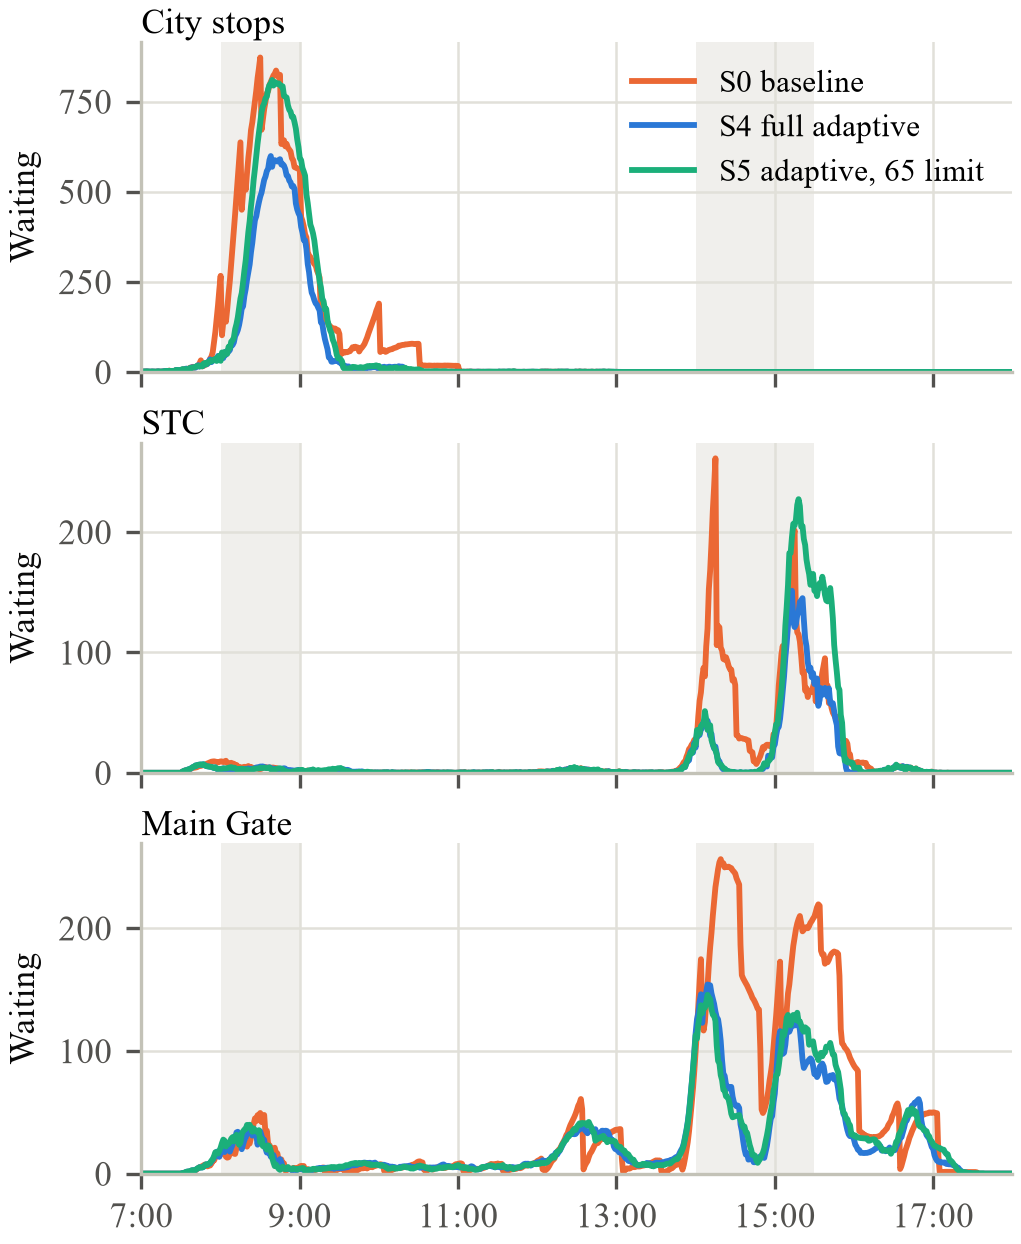 City stops
750
500
250
0
Waiting
S0 baseline
S4 full adaptive
S5 adaptive, 65 limit
STC
200
100
0
Waiting
Main Gate
200
100
0
Waiting
7:00 9:00 11:00 13:00 15:00 17:00